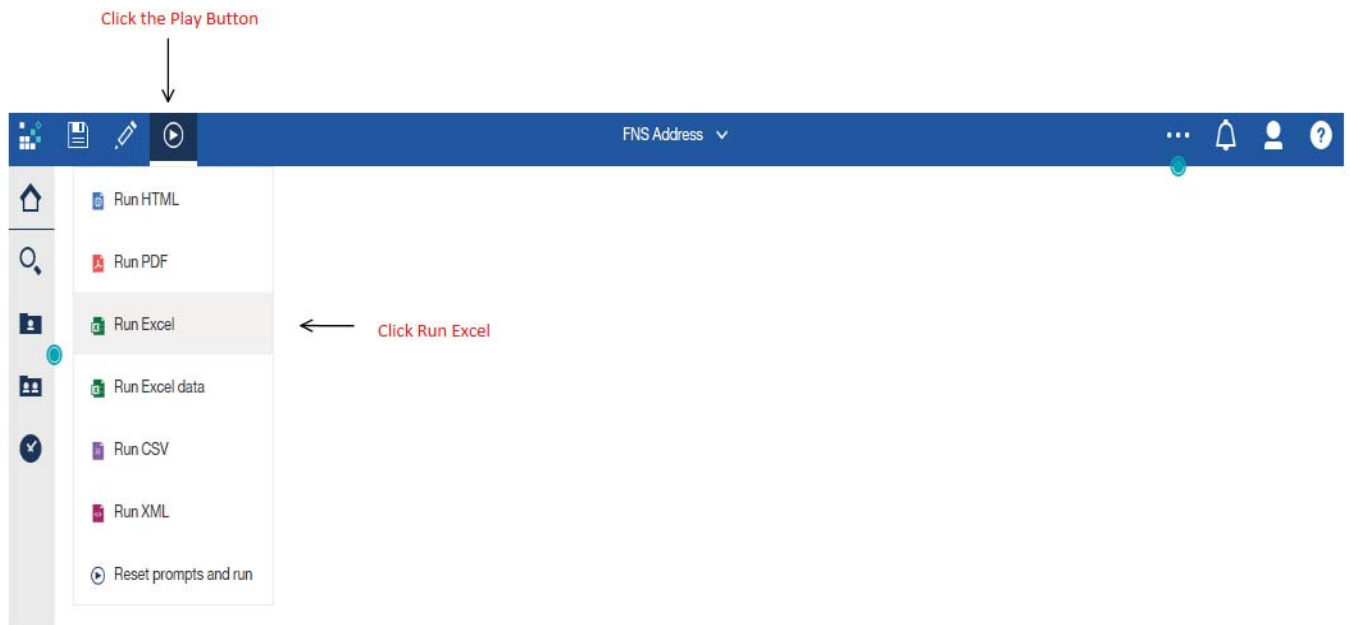 Click the Play Button
FNS Address
?
Run HTML
Run PDF
Run Excel
Click Run Excel
Run Excel data
Run CSV
Run XML
Reset prompts and run